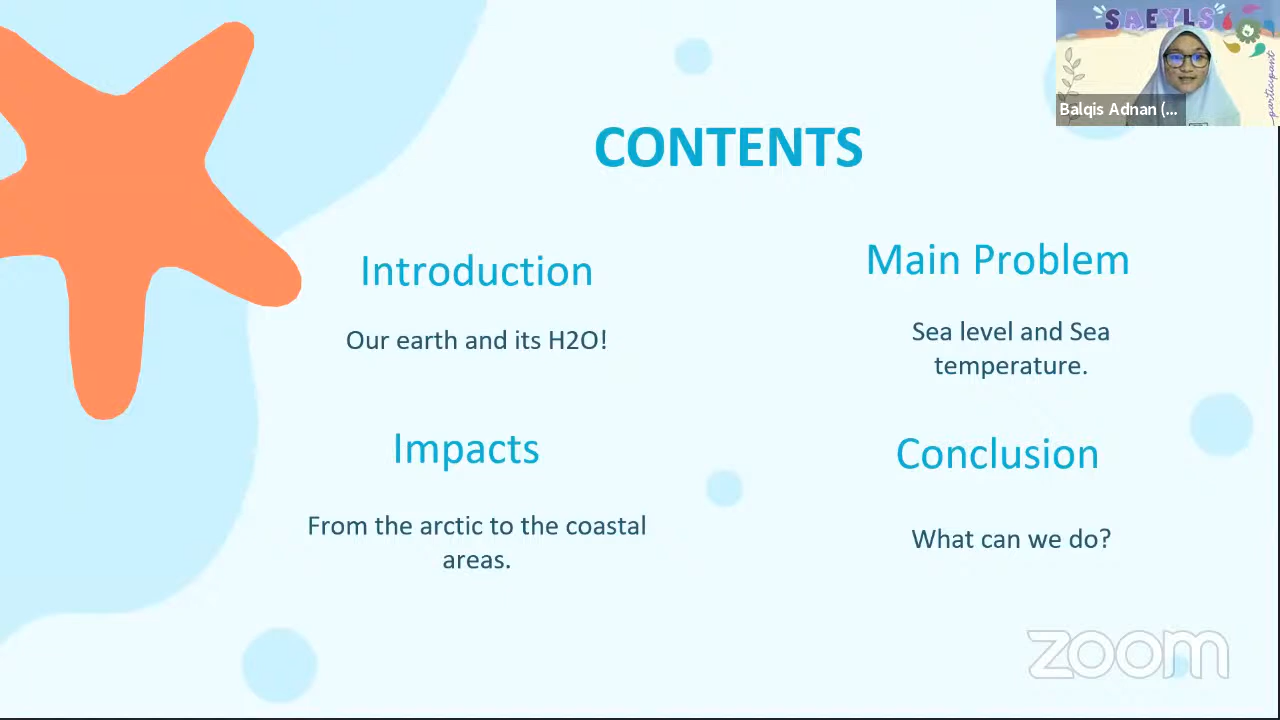 SAEYLS
participant
Balqis Adnan (...
CONTENTS
Introduction
Our earth and its H2O!
Main Problem
Sea level and Sea
temperature.
Impacts
From the arctic to the coastal
areas.
Conclusion
What can we do?
zoom